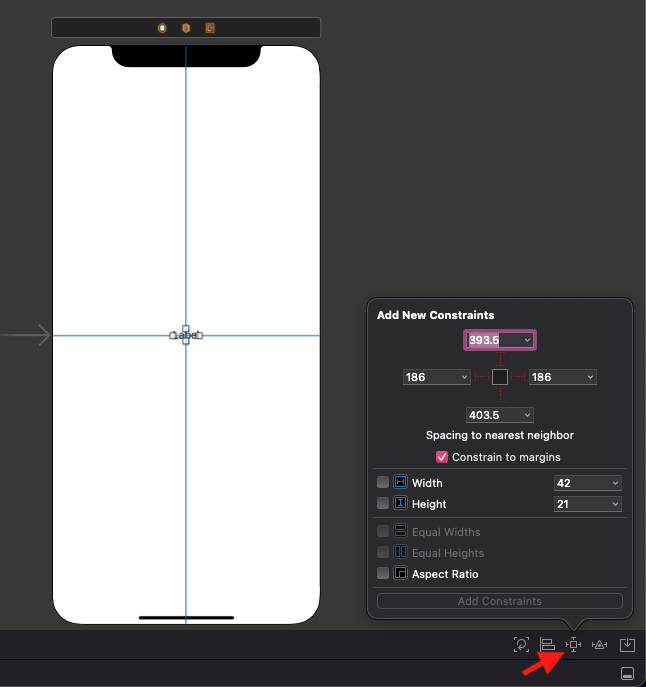 Label
Add New Constraints
393.5
186
186
403.5
Spacing to nearest neighbor
Constrain to margins
Width
42
Height
21
Equal Widths
Equal Heights
Aspect Ratio
Add Constraints